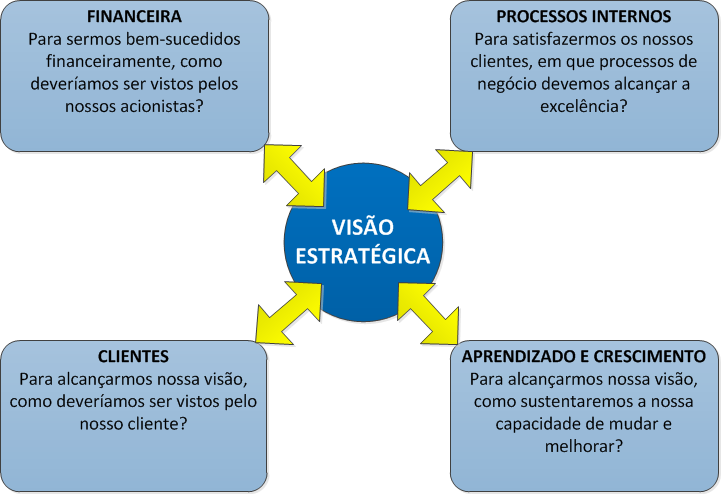 FINANCEIRA
Para sermos bem-sucedidos
financeiramente, como
deveríamos ser vistos pelos
nossos acionistas?
PROCESSOS INTERNOS
Para satisfazermos os nossos
clientes, em que processos de
negócio devemos alcançar a
excelência?
VISÃO
ESTRATÉGICA
CLIENTES
Para alcançarmos nossa visão,
como deveríamos ser vistos pelo
nosso cliente?
APRENDIZADO E CRESCIMENTO
Para alcançarmos nossa visão,
como sustentaremos a nossa
capacidade de mudar e
melhorar?